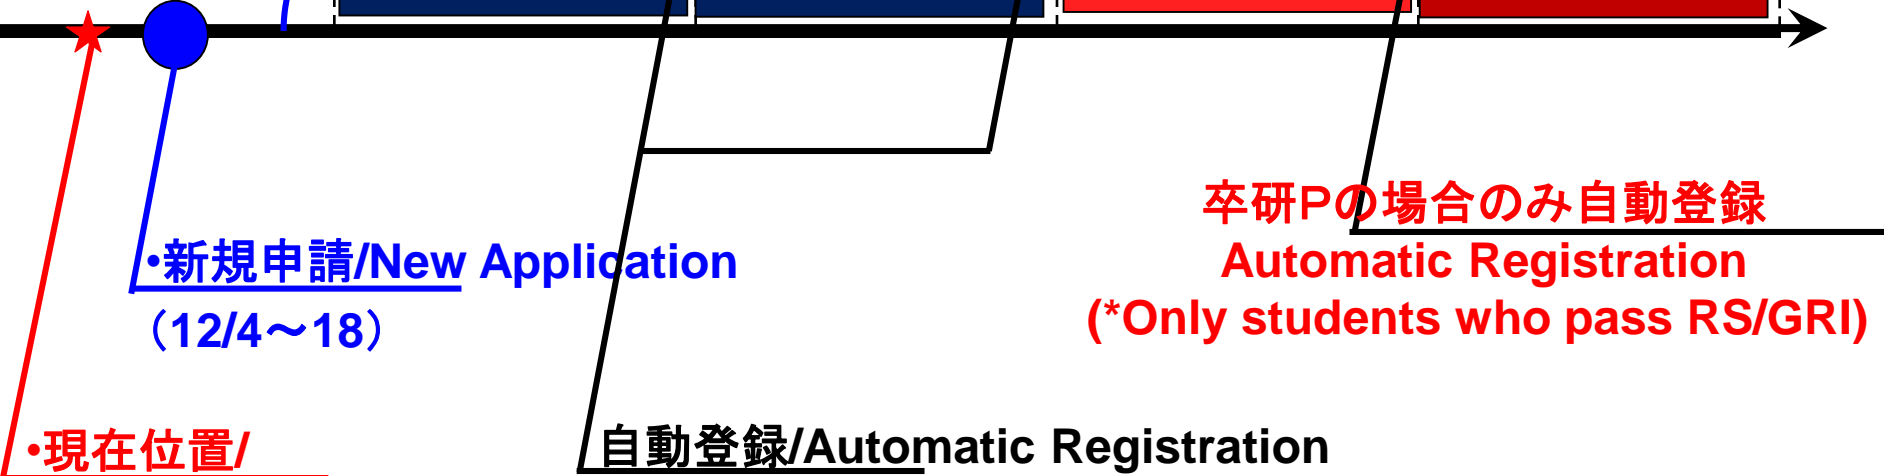 卒研Pの場合のみ自動登録
Automatic Registration
(*Only students who pass RS/GRI)
•新規申請/New Application
（12/4～18）
•現在位置/
自動登録/Automatic Registration